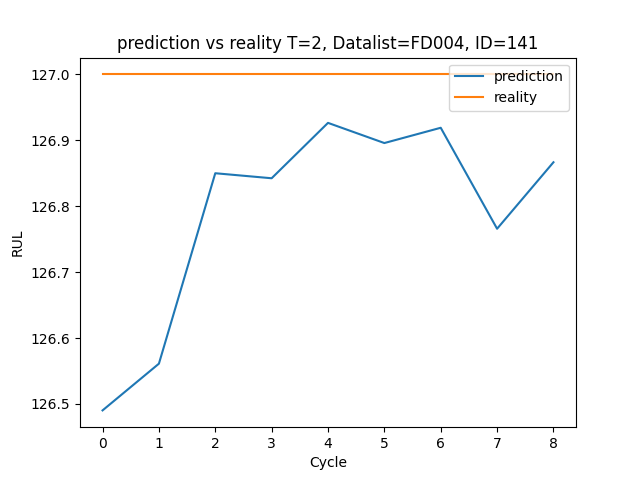 prediction vs reality T=2, Datalist=FD004, ID=141
127.0
126.9
126.8
126.7
126.6
126.5
RUL
prediction
reality
0 1 2 3 4 5 6 7 8
Cycle